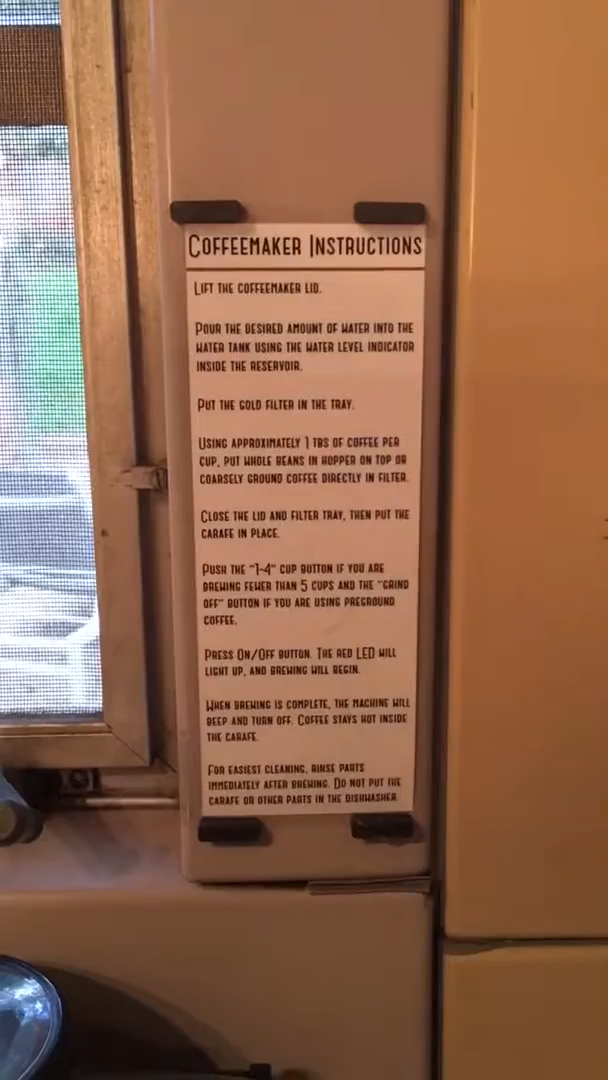 Coffeemaker Instructions
Lift the coffeemaker lid.
Pour the desired amount of water into the
water tank using the water level indicator
inside the reservoir.
Put the gold filter in the tray.
Using approximately 1 tbs of coffee per
cup, put whole beans in hopper on top or
coarsely ground coffee directly in filter.
Close the lid and filter tray, then put the
carafe in place.
Push the "1-4" cup button if you are
brewing fewer than 5 cups and the "grind
off" button if you are using preground
coffee.
Press On/Off button. The red LED will
light up, and brewing will begin.
When brewing is complete, the machine will
beep and turn off. Coffee stays hot inside
the carafe.
For easiest cleaning, rinse parts
immediately after brewing. Do not put the
carafe or other parts in the dishwasher.